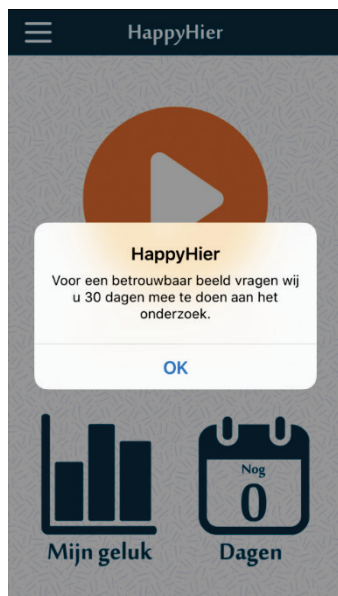 HappyHier
HappyHier
Voor een betrouwbaar beeld vragen wij
u 30 dagen mee te doen aan het
onderzoek.
OK
Nog
0
Mijn geluk
Dagen